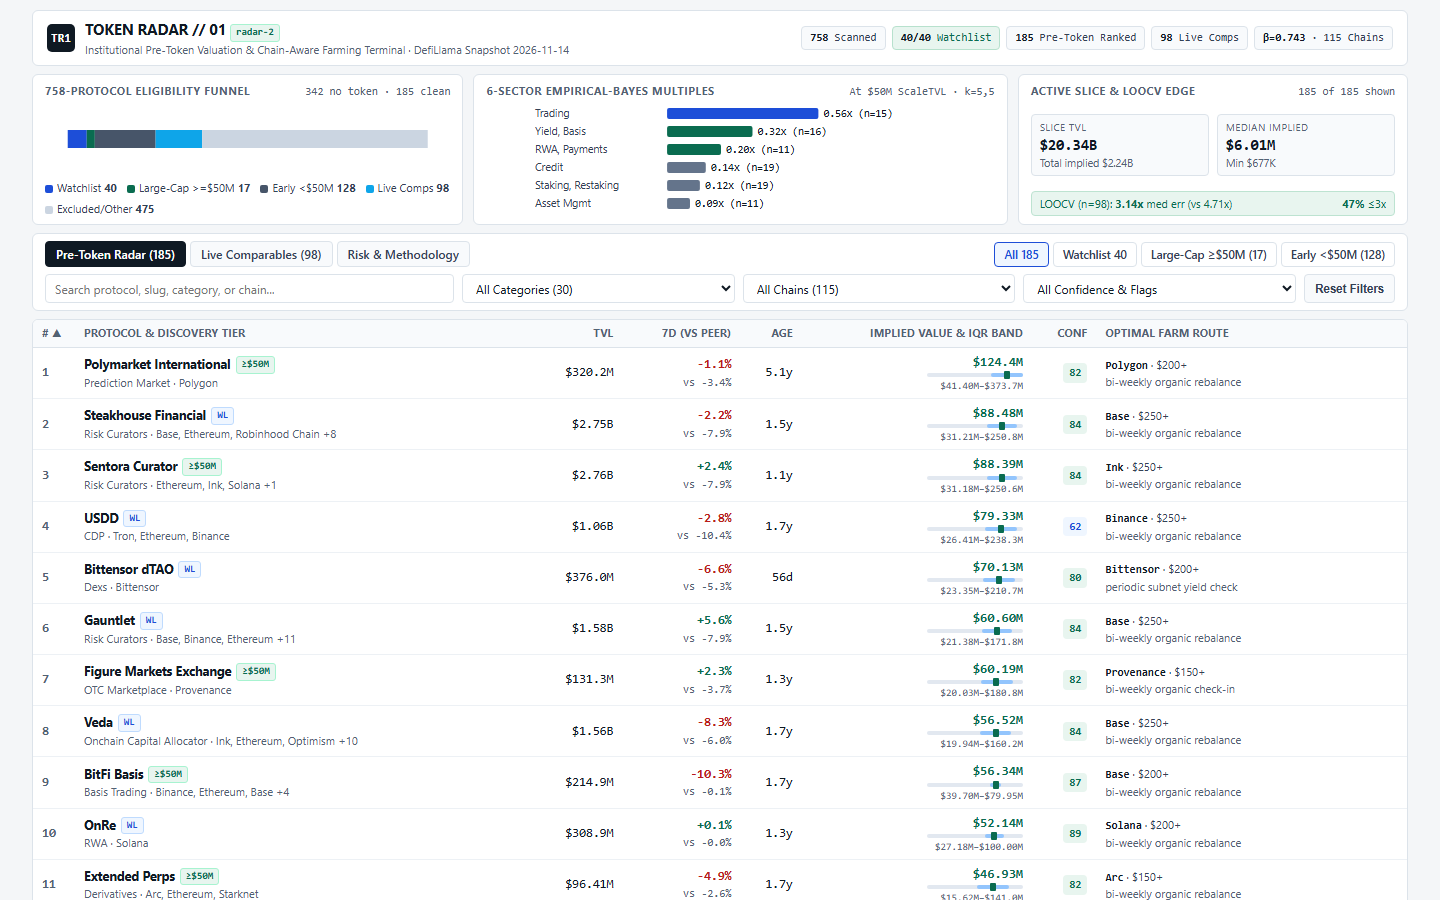 TR1
TOKEN RADAR // 01 radar-2
Institutional Pre-Token Valuation & Chain-Aware Farming Terminal · DefiLlama Snapshot 2026-11-14
758 Scanned
40/40 Watchlist
185 Pre-Token Ranked
98 Live Comps
β=0.743 · 115 Chains
758-PROTOCOL ELIGIBILITY FUNNEL
342 no token · 185 clean
Watchlist 40
Large-Cap >=$50M 17
Early <$50M 128
Live Comps 98
Excluded/Other 475
6-SECTOR EMPIRICAL-BAYES MULTIPLES
At $50M ScaleTVL · k=5,5
Trading 0.56x (n=15)
Yield, Basis 0.32x (n=16)
RWA, Payments 0.20x (n=11)
Credit 0.14x (n=19)
Staking, Restaking 0.12x (n=19)
Asset Mgmt 0.09x (n=11)
ACTIVE SLICE & LOOCV EDGE
185 of 185 shown
SLICE TVL
$20.34B
Total implied $2.24B
MEDIAN IMPLIED
$6.01M
Min $677K
LOOCV (n=98): 3.14x med err (vs 4.71x)
47% ≤3x
Pre-Token Radar (185)
Live Comparables (98)
Risk & Methodology
All 185
Watchlist 40
Large-Cap ≥$50M (17)
Early <$50M (128)
Search protocol, slug, category, or chain...
All Categories (30)
All Chains (115)
All Confidence & Flags
Reset Filters
# ▲ PROTOCOL & DISCOVERY TIER TVL 7D (VS PEER) AGE IMPLIED VALUE & IQR BAND CONF OPTIMAL FARM ROUTE
1 Polymarket International ≥$50M $320.2M -1.1% 5.1y $124.4M 82 Polygon · $200+
Prediction Market · Polygon vs -3.4% $41.40M–$373.7M bi-weekly organic rebalance
2 Steakhouse Financial WL $2.75B -2.2% 1.5y $88.48M 84 Base · $250+
Risk Curators · Base, Ethereum, Robinhood Chain +8 vs -7.9% $31.21M–$250.8M bi-weekly organic rebalance
3 Sentora Curator ≥$50M $2.76B +2.4% 1.1y $88.39M 84 Ink · $250+
Risk Curators · Ethereum, Ink, Solana +1 vs -7.9% $31.18M–$250.6M bi-weekly organic rebalance
4 USDD WL $1.06B -2.8% 1.7y $79.33M 62 Binance · $250+
CDP · Tron, Ethereum, Binance vs -10.4% $26.41M–$238.3M bi-weekly organic rebalance
5 Bittensor dTAO WL $376.0M -6.6% 56d $70.13M 80 Bittensor · $200+
Dexs · Bittensor vs -5.3% $23.35M–$210.7M periodic subnet yield check
6 Gauntlet WL $1.58B +5.6% 1.5y $60.60M 84 Base · $250+
Risk Curators · Base, Binance, Ethereum +11 vs -7.9% $21.38M–$171.8M bi-weekly organic rebalance
7 Figure Markets Exchange ≥$50M $131.3M +2.3% 1.3y $60.19M 82 Provenance · $150+
OTC Marketplace · Provenance vs -3.7% $20.03M–$180.8M bi-weekly organic check-in
8 Veda WL $1.56B -8.3% 1.7y $56.52M 84 Base · $250+
Onchain Capital Allocator · Ink, Ethereum, Optimism +10 vs -6.0% $19.94M–$160.2M bi-weekly organic rebalance
9 BitFi Basis ≥$50M $214.9M -10.3% 1.7y $56.34M 87 Base · $200+
Basis Trading · Binance, Ethereum, Base +4 vs -0.1% $39.70M–$79.95M bi-weekly organic rebalance
10 OnRe WL $308.9M +0.1% 1.3y $52.14M 89 Solana · $200+
RWA · Solana vs -0.0% $27.18M–$100.00M bi-weekly organic rebalance
11 Extended Perps ≥$50M $96.41M -4.9% 1.7y $46.93M 82 Arc · $150+
Derivatives · Arc, Ethereum, Starknet vs -2.6% $15.62M–$141.0M bi-weekly organic rebalance